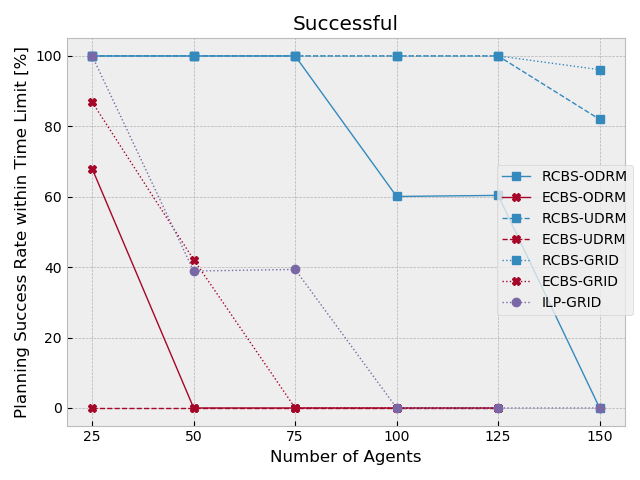 Successful
Planning Success Rate within Time Limit [%]
100
80
60
40
20
0
RCBS-ODRM
ECBS-ODRM
RCBS-UDRM
ECBS-UDRM
RCBS-GRID
ECBS-GRID
ILP-GRID
25 50 75 100 125 150
Number of Agents